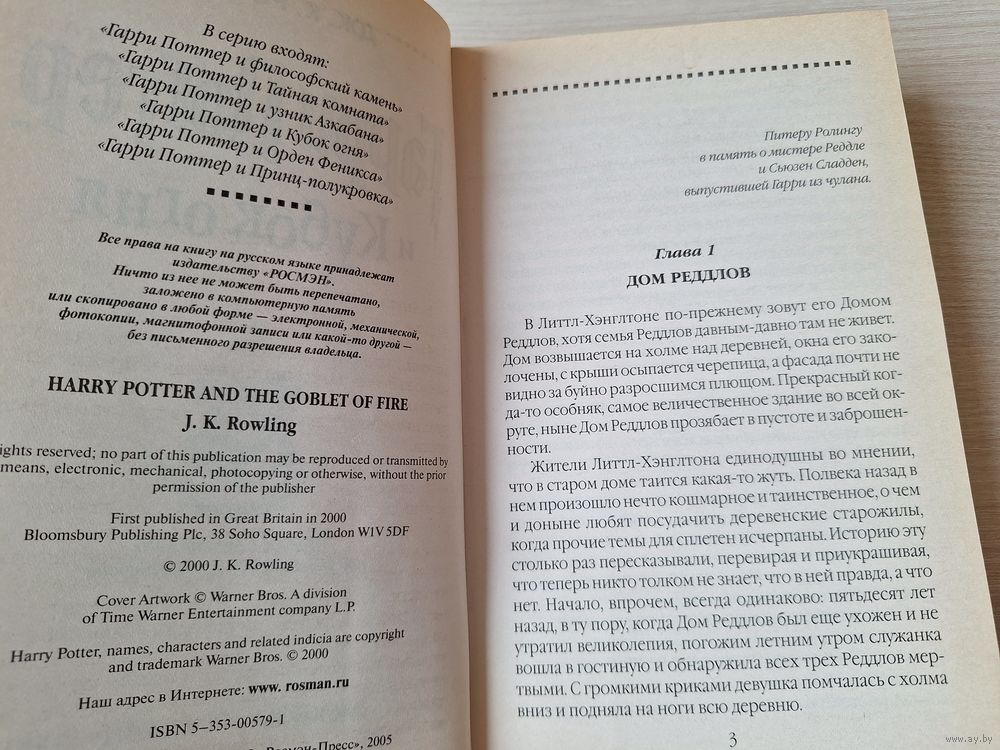 В серию входят:
«Гарри Поттер и философский камень»
«Гарри Поттер и Тайная комната»
«Гарри Поттер и узник Азкабана»
«Гарри Поттер и Кубок огня»
«Гарри Поттер и Орден Феникса»
«Гарри Поттер и Принц-полукровка»
Все права на книгу на русском языке принадлежат
издательству «РОСМЭН».
Ничто из нее не может быть перепечатано,
заложено в компьютерную память
или скопировано в любой форме — электронной, механической,
фотокопии, магнитофонной записи или какой-то другой —
без письменного разрешения владельца.
HARRY POTTER AND THE GOBLET OF FIRE
J. K. Rowling
ights reserved; no part of this publication may be reproduced or transmitted by
means, electronic, mechanical, photocopying or otherwise, without the prior
permission of the publisher
First published in Great Britain in 2000
Bloomsbury Publishing Plc, 38 Soho Square, London W1V 5DF
© 2000 J. K. Rowling
Cover Artwork © Warner Bros. A division
of Time Warner Entertainment company L.P.
Harry Potter, names, characters and related indicia are copyright
and trademark Warner Bros. © 2000
Наш адрес в Интернете: www. rosman.ru
ISBN 5–353–00579–1
Росмэн-Пресс», 2005
Питеру Ролингу
в память о мистере Реддле
и Сьюзен Сладден,
выпустившей Гарри из чулана.
Глава 1
ДОМ РЕДДЛОВ
В Литтл-Хэнглтоне по-прежнему зовут его Домом
Реддлов, хотя семья Реддлов давным-давно там не живет.
Дом возвышается на холме над деревней, окна его зако-
лочены, с крыши осыпается черепица, а фасада почти не
видно за буйно разросшимся плющом. Прекрасный ког-
да-то особняк, самое величественное здание во всей ок-
руге, ныне Дом Реддлов прозябает в пустоте и заброшен-
ности.
Жители Литтл-Хэнглтона единодушны во мнении,
что в старом доме таится какая-то жуть. Полвека назад в
нем произошло нечто кошмарное и таинственное, о чем
и доныне любят посудачить деревенские старожилы,
когда прочие темы для сплетен исчерпаны. Историю эту
столько раз пересказывали, перевирая и приукрашивая,
что теперь никто толком не знает, что в ней правда, а что
нет. Начало, впрочем, всегда одинаково: пятьдесят лет
назад, в ту пору, когда Дом Реддлов был еще ухожен и не
утратил великолепия, погожим летним утром служанка
вошла в гостиную и обнаружила всех трех Реддлов мер-
твыми. С громкими криками девушка помчалась с холма
вниз и подняла на ноги всю деревню.
3
www.ay.by